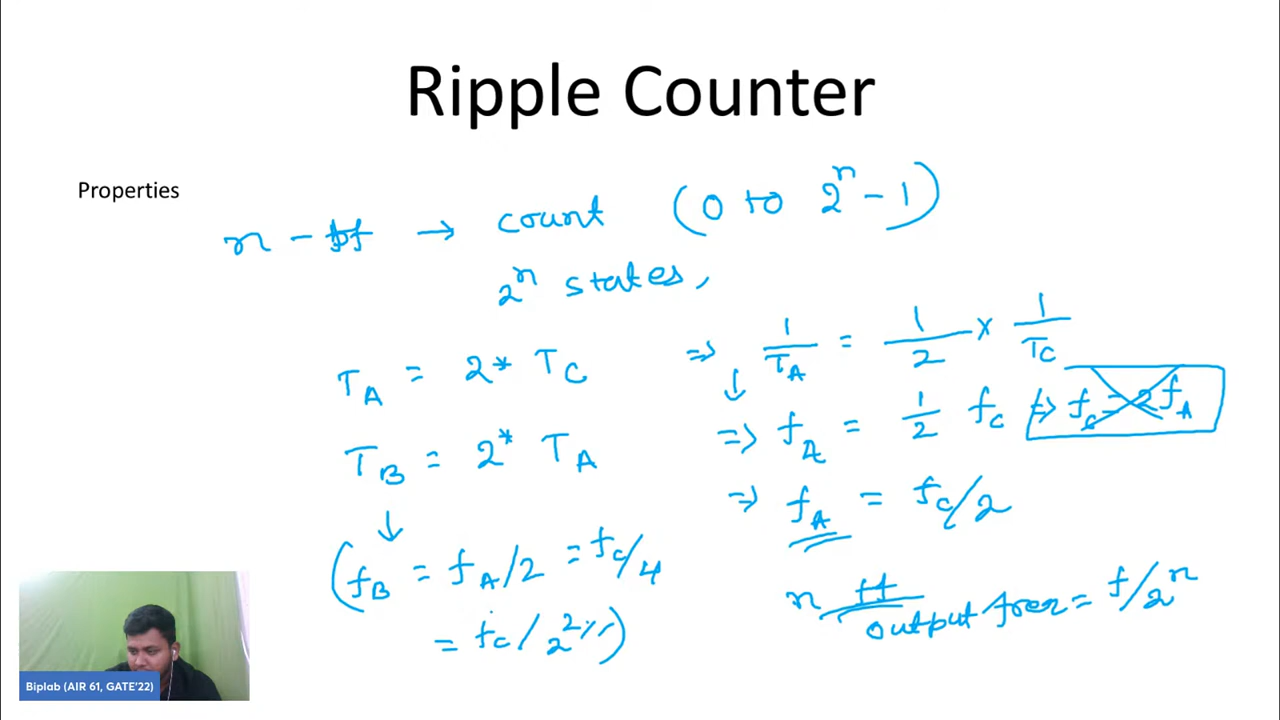 Ripple Counter
Properties
n - ff → count (0 to 2ⁿ - 1)
2ⁿ states,
T_A = 2* T_C
T_B = 2* T_A
↓
(f_B = f_A/2 = f_C/4
= f_C / 2²)
⇒ 1/T_A = 1/2 × 1/T_C
↓
⇒ f_A = 1/2 f_C ⇒ f_C = 2f_A
⇒ f_A = f_C/2
n ff
output freq = f/2ⁿ
Biplab (AIR 61, GATE'22)